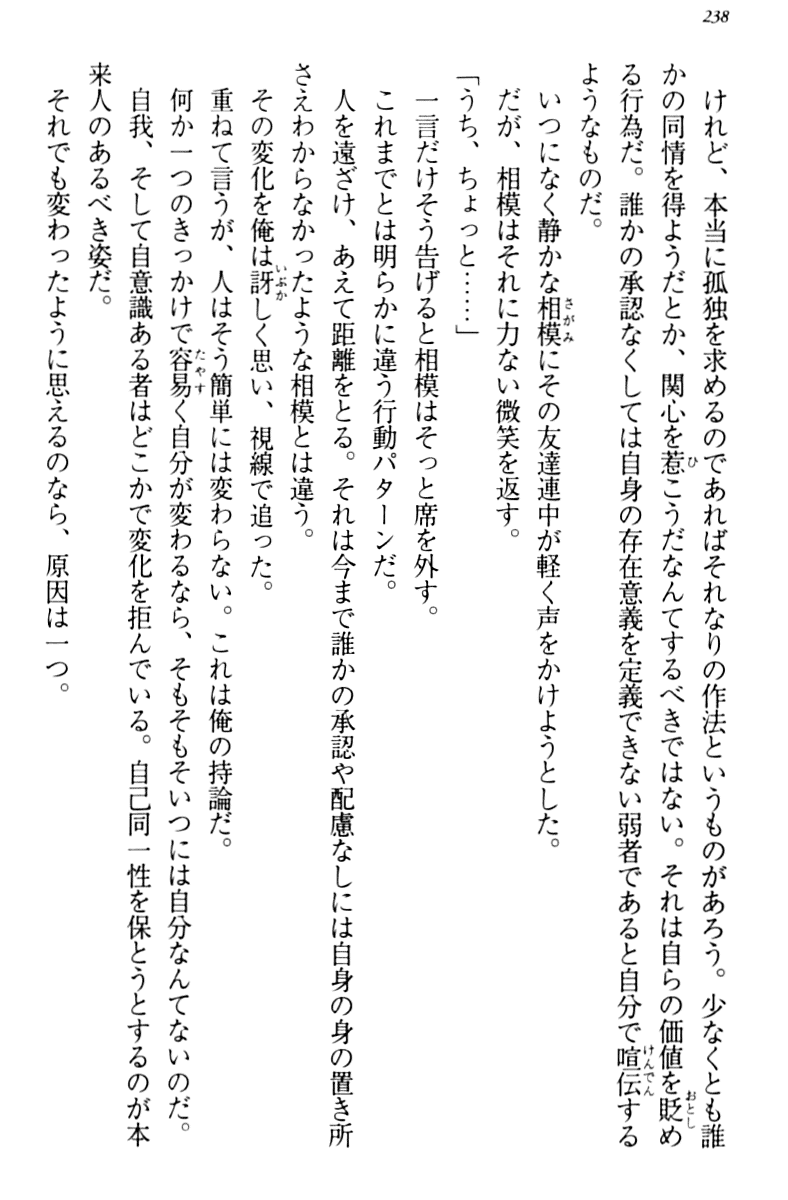 238
けれど、本当に孤独を求めるのであればそれなりの作法というものがあろう。少なくとも誰
かの同情を得ようだとか、関心を惹こうだなんてするべきではない。それは自らの価値を貶め
る行為だ。誰かの承認なくしては自身の存在意義を定義できない弱者であると自分で喧伝する
ようなものだ。
いつになく静かな相模にその友達連中が軽く声をかけようとした。
だが、相模はそれに力ない微笑を返す。
「うち、ちょっと……」
一言だけそう告げると相模はそっと席を外す。
これまでとは明らかに違う行動パターンだ。
人を遠ざけ、あえて距離をとる。それは今まで誰かの承認や配慮なしには自身の身の置き所
さえわからなかったような相模とは違う。
その変化を俺は訝しく思い、視線で追った。
重ねて言うが、人はそう簡単には変わらない。これは俺の持論だ。
何か一つのきっかけで容易く自分が変わるなら、そもそもそいつには自分なんてないのだ。
自我、そして自意識ある者はどこかで変化を拒んでいる。自己同一性を保とうとするのが本
来人のあるべき姿だ。
それでも変わったように思えるのなら、原因は一つ。